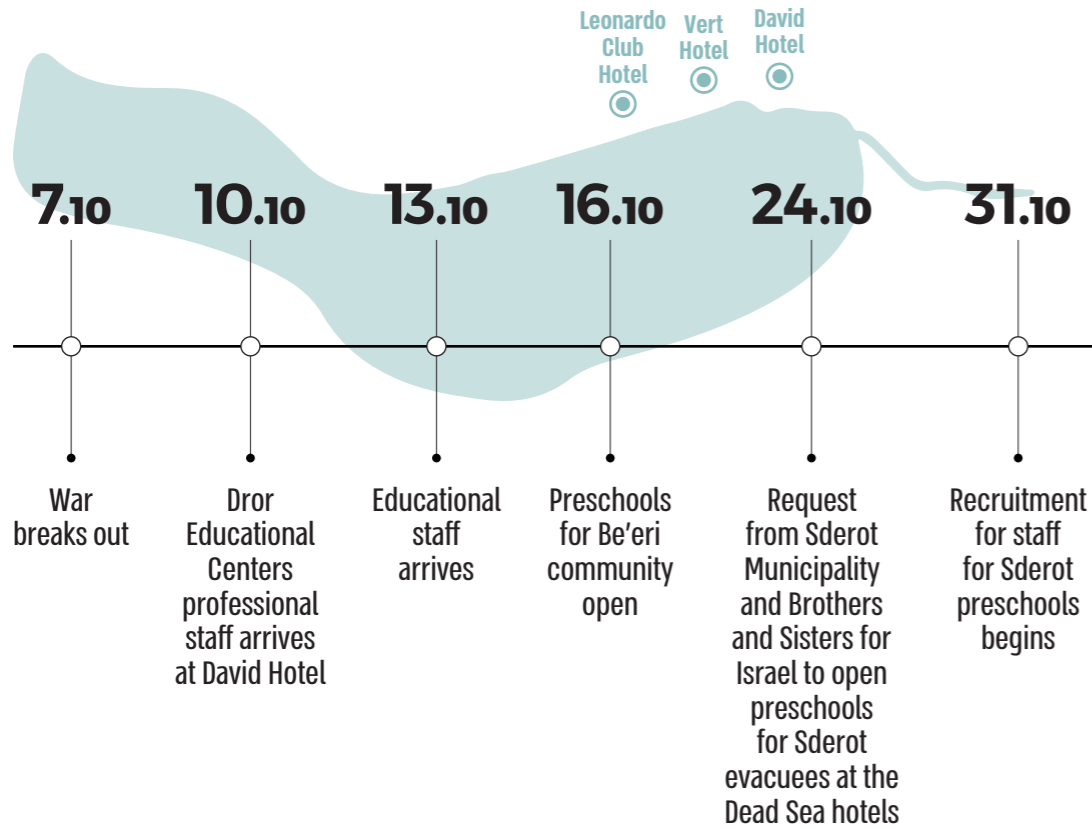 Leonardo
Club
Hotel
Vert
Hotel
David
Hotel
7.10
10.10
13.10
16.10
24.10
31.10
War
breaks out
Dror
Educational
Centers
professional
staff arrives
at David Hotel
Educational
staff
arrives
Preschools
for Be'eri
community
open
Request
from Sderot
Municipality
and Brothers
and Sisters for
Israel to open
preschools
for Sderot
evacuees at the
Dead Sea hotels
Recruitment
for staff
for Sderot
preschools
begins